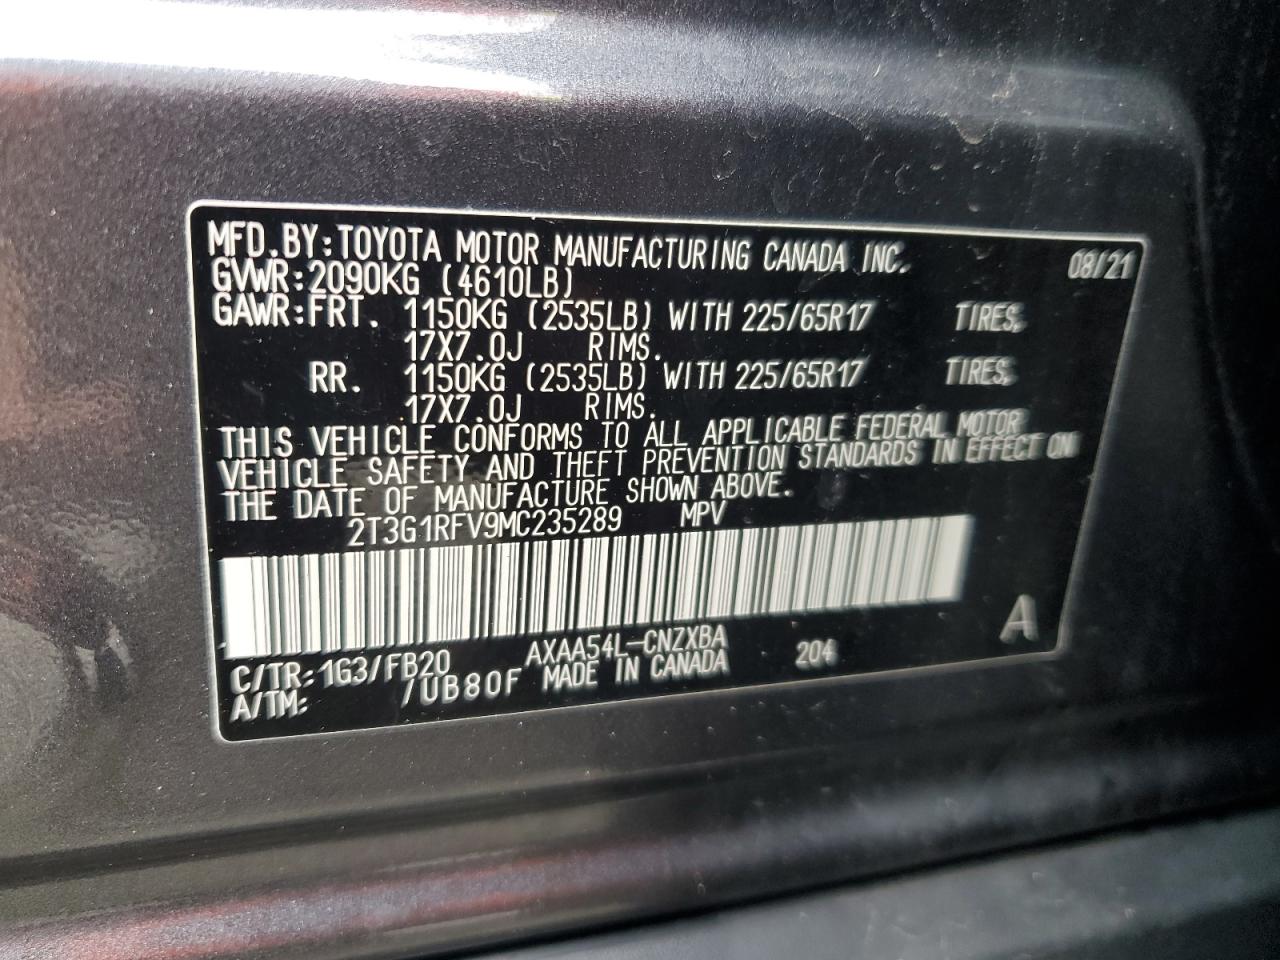 MFD.BY:TOYOTA MOTOR MANUFACTURING CANADA INC. 08/21
GVWR:2090KG (4610LB)
GAWR:FRT. 1150KG (2535LB) WITH 225/65R17 TIRES,
17X7.0J RIMS.
RR. 1150KG (2535LB) WITH 225/65R17 TIRES,
17X7.0J RIMS.
THIS VEHICLE CONFORMS TO ALL APPLICABLE FEDERAL MOTOR
VEHICLE SAFETY AND THEFT PREVENTION STANDARDS IN EFFECT ON
THE DATE OF MANUFACTURE SHOWN ABOVE.
2T3G1RFV9MC235289 MPV
A
C/TR:1G3/FB20 AXAA54L-CNZXBA 204
A/TM: /UB80F MADE IN CANADA